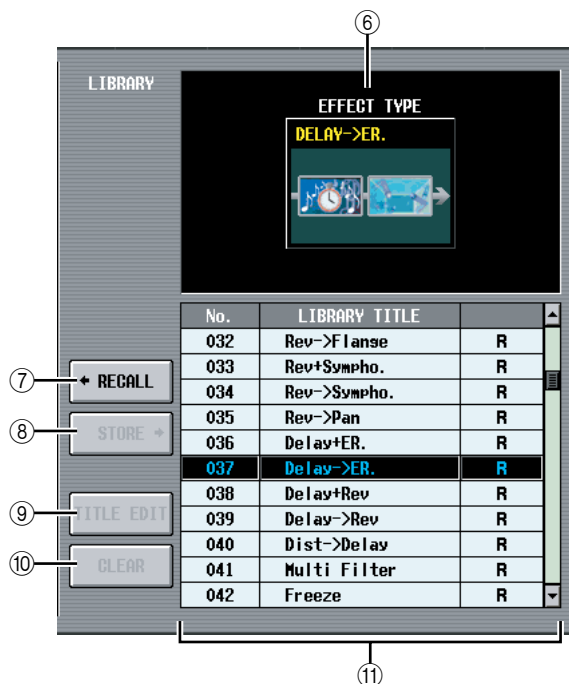 ⑥
LIBRARY
EFFECT TYPE
DELAY->ER.
No. LIBRARY TITLE
032 Rev->Flange R
033 Rev+Sympho. R
034 Rev->Sympho. R
035 Rev->Pan R
036 Delay+ER. R
037 Delay->ER. R
038 Delay+Rev R
039 Delay->Rev R
040 Dist->Delay R
041 Multi Filter R
042 Freeze R
⑦ ← RECALL
⑧ STORE →
⑨ TITLE EDIT
⑩ CLEAR
⑪